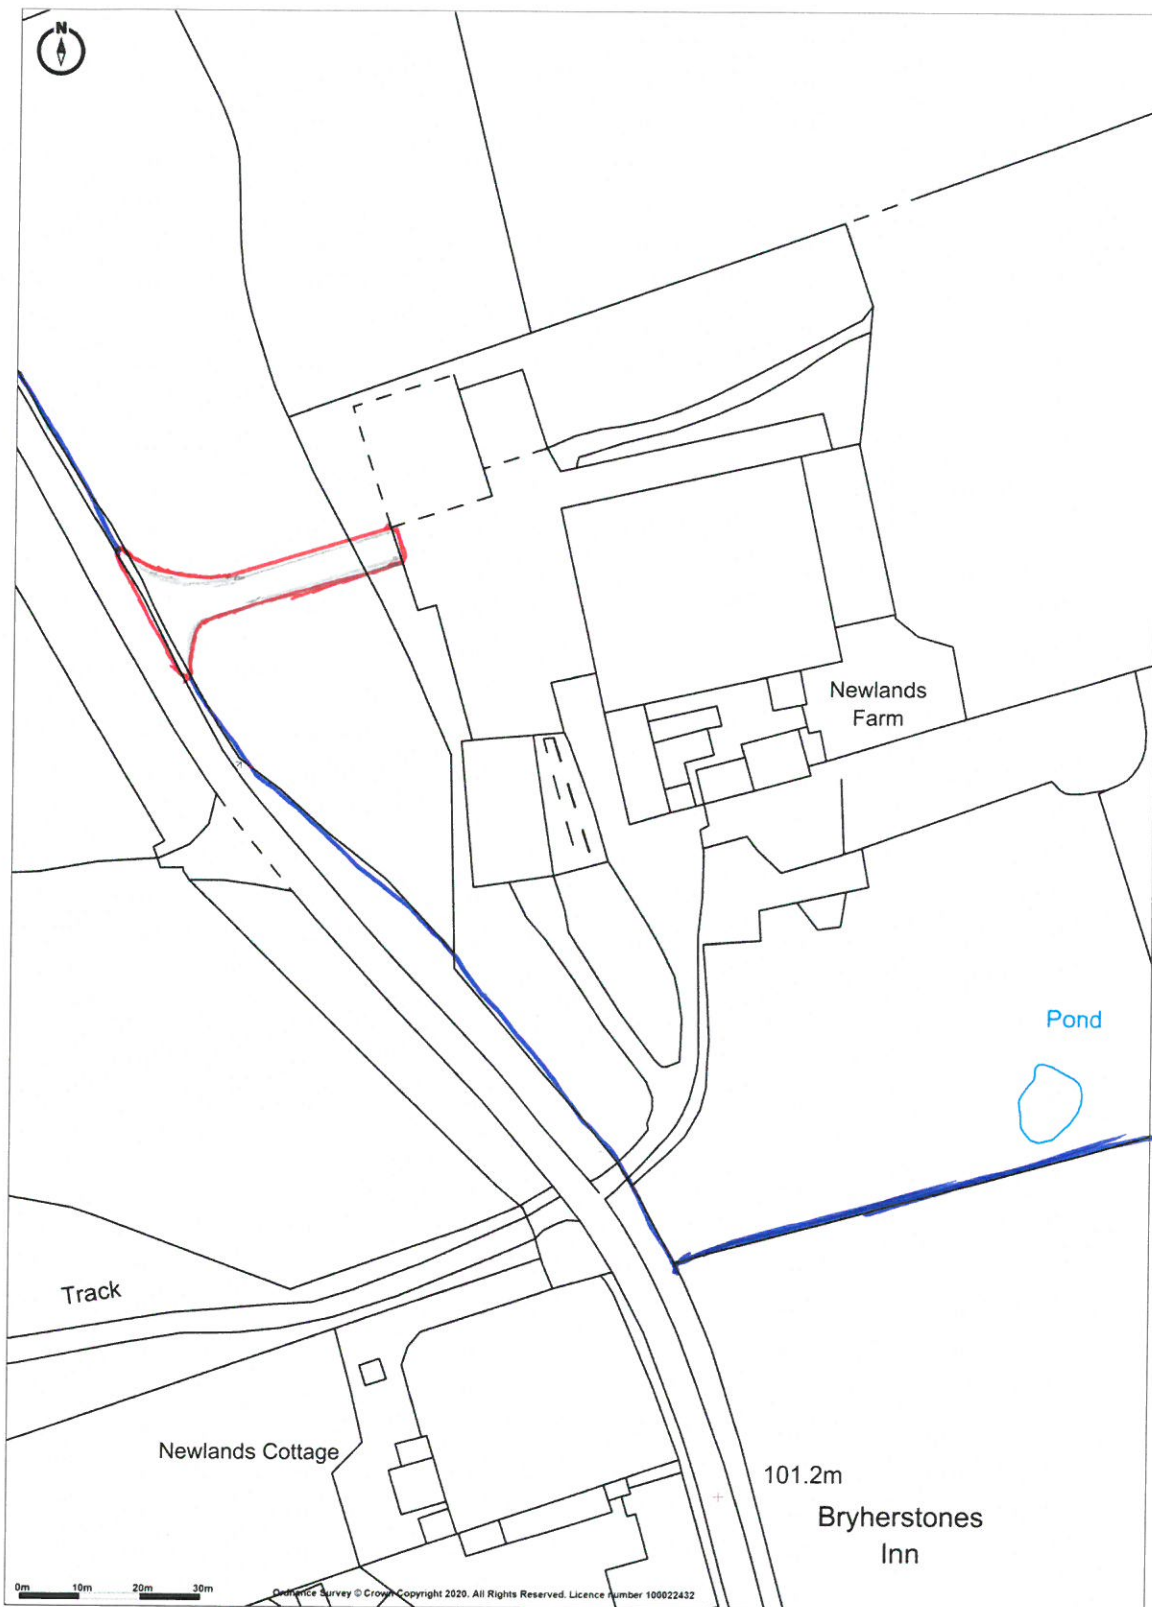 N
Newlands
Farm
Pond
Track
Newlands Cottage
101.2m
Bryherstones
Inn
0m 10m 20m 30m
Ordnance Survey © Crown Copyright 2020. All Rights Reserved. Licence number 100022432